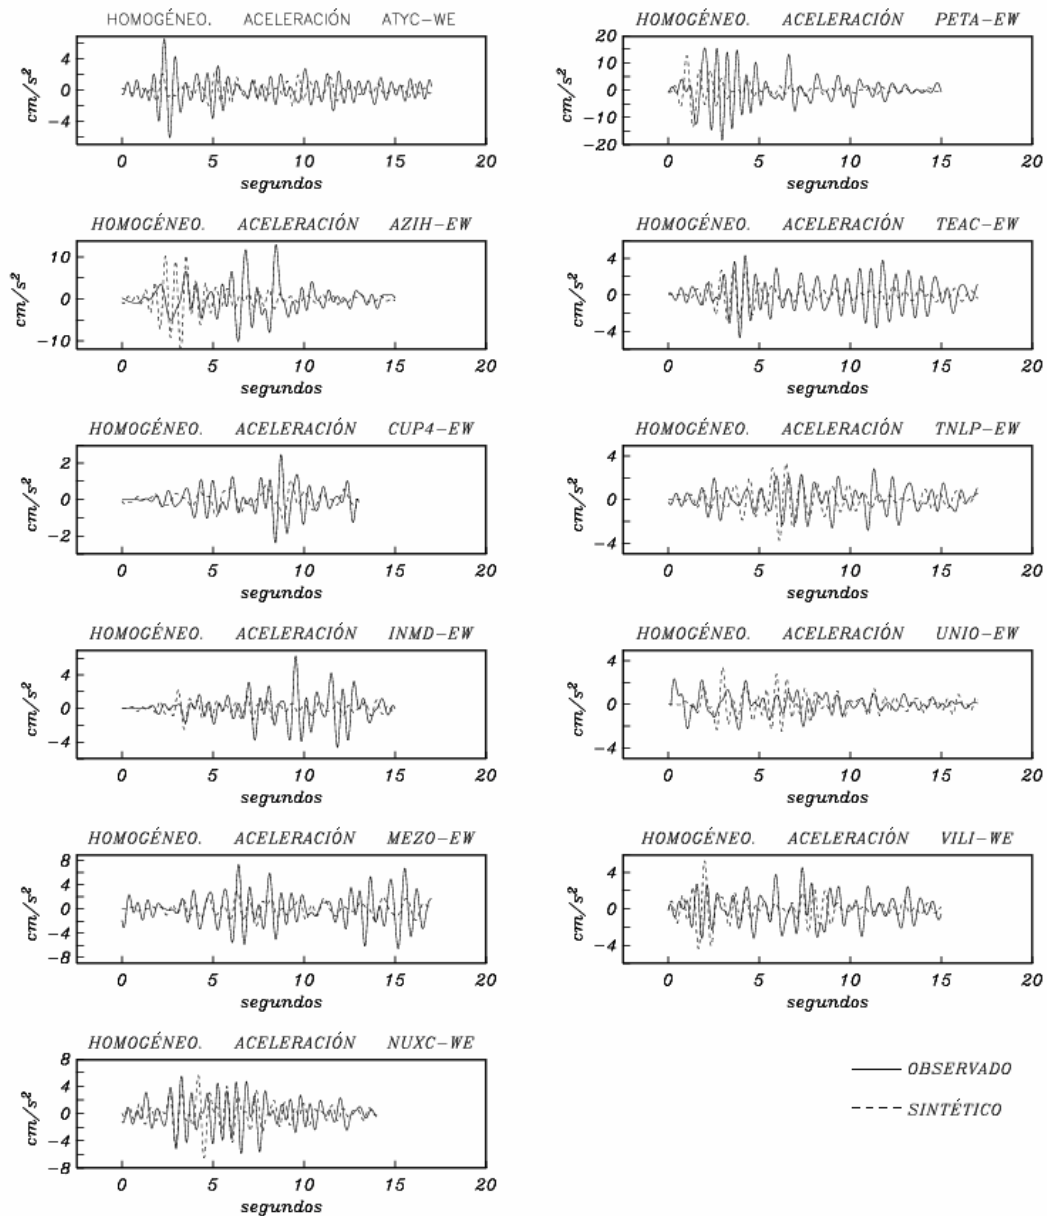 HOMOGÉNEO. ACELERACIÓN ATYC-WE
cm/s²
4
0
-4
0 5 10 15 20
segundos
HOMOGÉNEO. ACELERACIÓN PETA-EW
cm/s²
20
10
0
-10
-20
0 5 10 15 20
segundos
HOMOGÉNEO. ACELERACIÓN AZIH-EW
cm/s²
10
0
-10
0 5 10 15 20
segundos
HOMOGÉNEO. ACELERACIÓN TEAC-EW
cm/s²
4
0
-4
0 5 10 15 20
segundos
HOMOGÉNEO. ACELERACIÓN CUP4-EW
cm/s²
2
0
-2
0 5 10 15 20
segundos
HOMOGÉNEO. ACELERACIÓN TNLP-EW
cm/s²
4
0
-4
0 5 10 15 20
segundos
HOMOGÉNEO. ACELERACIÓN INMD-EW
cm/s²
4
0
-4
0 5 10 15 20
segundos
HOMOGÉNEO. ACELERACIÓN UNIO-EW
cm/s²
4
0
-4
0 5 10 15 20
segundos
HOMOGÉNEO. ACELERACIÓN MEZO-EW
cm/s²
8
4
0
-4
-8
0 5 10 15 20
segundos
HOMOGÉNEO. ACELERACIÓN VILI-WE
cm/s²
4
0
-4
0 5 10 15 20
segundos
HOMOGÉNEO. ACELERACIÓN NUXC-WE
cm/s²
8
4
0
-4
-8
0 5 10 15 20
segundos
OBSERVADO
SINTÉTICO